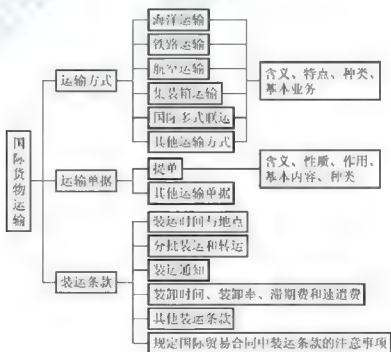 国际货物运输
运输方式
海洋运输
铁路运输
航空运输
集装箱运输
国际多式联运
其他运输方式
含义、特点、种类、
基本业务
运输单据
提单
其他运输单据
含义、性质、作用、
基本内容、种类
装运条款
装运时间与地点
分批装运和转运
装运通知
装卸时间、装卸率、滞期费和速遣费
其他装运条款
规定国际贸易合同中装运条款的注意事项